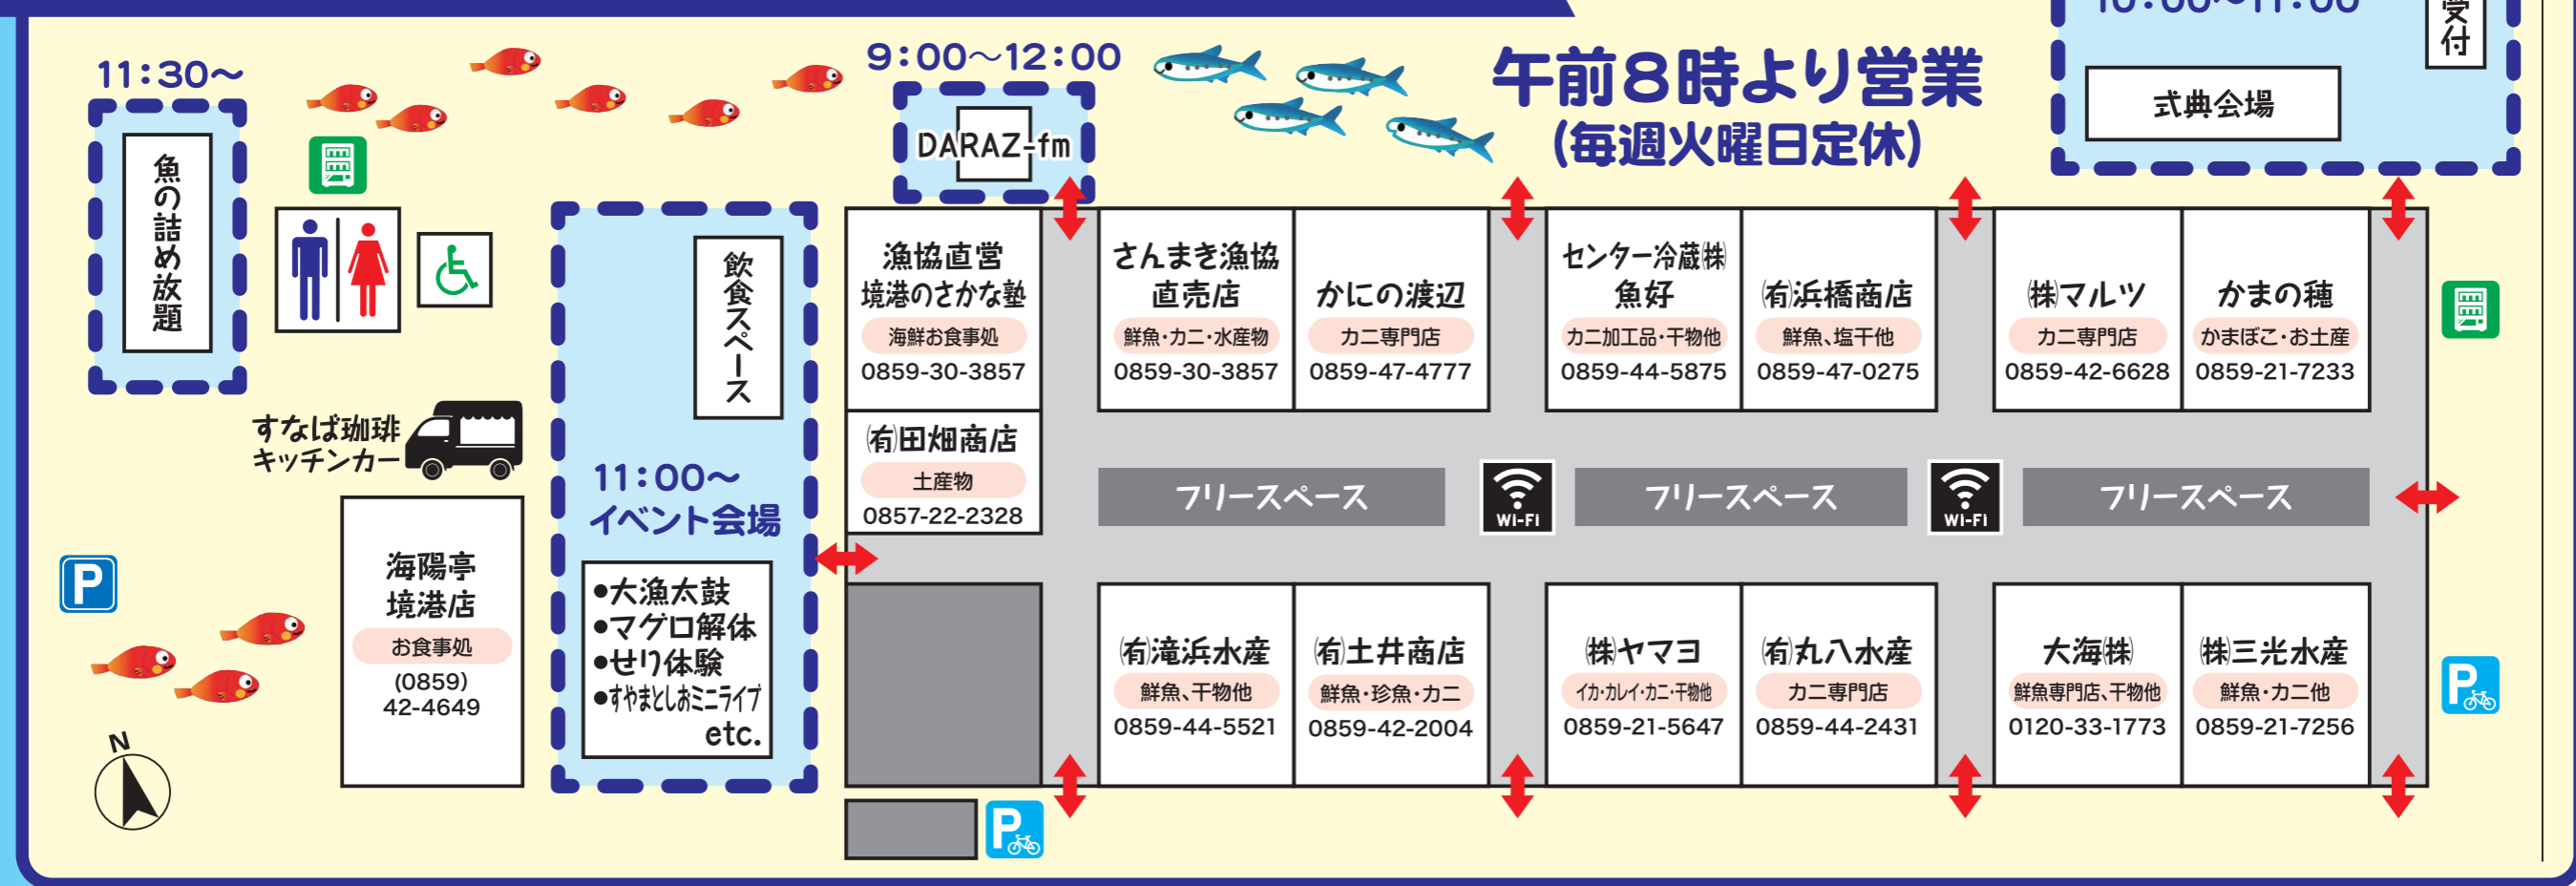 11:30～
魚の詰め放題
9:00～12:00
DARAZ-fm
午前8時より営業
(毎週火曜日定休)
10:00～11:00
受付
式典会場
すなば珈琲
キッチンカー
海陽亭
境港店
お食事処
(0859)
42-4649
P
N
飲食スペース
11:00～
イベント会場
●大漁太鼓
●マグロ解体
●せり体験
●すやまとしおミニライブ
etc.
漁協直営
境港のさかな塾
海鮮お食事処
0859-30-3857
㈲田畑商店
土産物
0857-22-2328
さんまき漁協
直売店
鮮魚・カニ・水産物
0859-30-3857
かにの渡辺
カニ専門店
0859-47-4777
センター冷蔵㈱
魚好
カニ加工品・干物他
0859-44-5875
㈲浜橋商店
鮮魚、塩干他
0859-47-0275
㈱マルツ
カニ専門店
0859-42-6628
かまの穂
かまぼこ・お土産
0859-21-7233
フリースペース
Wi-Fi
フリースペース
Wi-Fi
フリースペース
㈲滝浜水産
鮮魚、干物他
0859-44-5521
㈲土井商店
鮮魚・珍魚・カニ
0859-42-2004
㈱ヤマヨ
イカ・カレイ・カニ・干物他
0859-21-5647
㈲丸八水産
カニ専門店
0859-44-2431
大海㈱
鮮魚専門店、干物他
0120-33-1773
㈱三光水産
鮮魚・カニ他
0859-21-7256
P
P